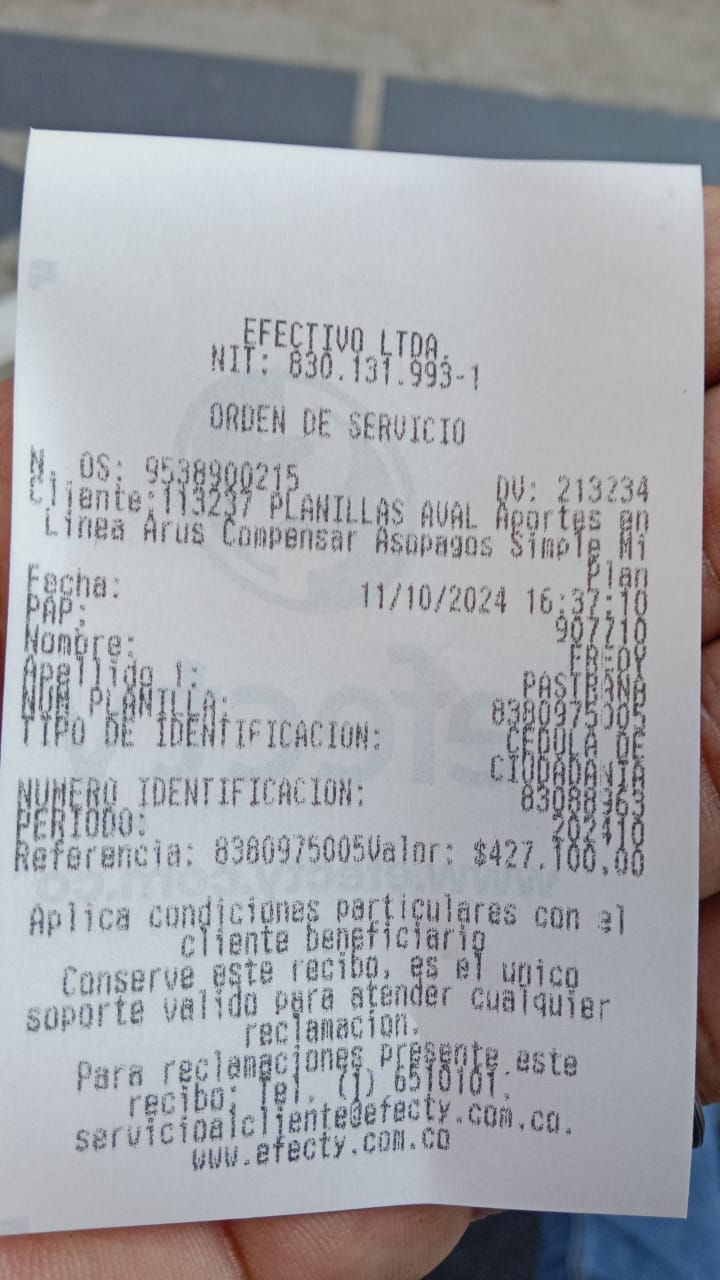 EFECTIVO LTDA.
NIT: 830.131.993-1
ORDEN DE SERVICIO
N. OS: 9538900215 DV: 213234
Cliente:113237 PLANILLAS AVAL Aportes en
Linea Arus Compensar Asopagos Simple Mi
Plan
Fecha: 11/10/2024 16:37:10
PAP: 907710
Nombre: FREDY
Apellido 1: PASTRANA
NUM PLANILLA: 8380975005
TIPO DE IDENTIFICACION: CEDULA DE
CIUDADANIA
NUMERO IDENTIFICACION: 83088963
PERIODO: 202410
Referencia: 8380975005Valor: $427.100,00
Aplica condiciones particulares con el
cliente beneficiario
Conserve este recibo, es el unico
soporte valido para atender cualquier
reclamacion.
Para reclamaciones presente este
recibo; Tel. (1) 6510101.
servicioalcliente@efecty.com.co.
www.efecty.com.co